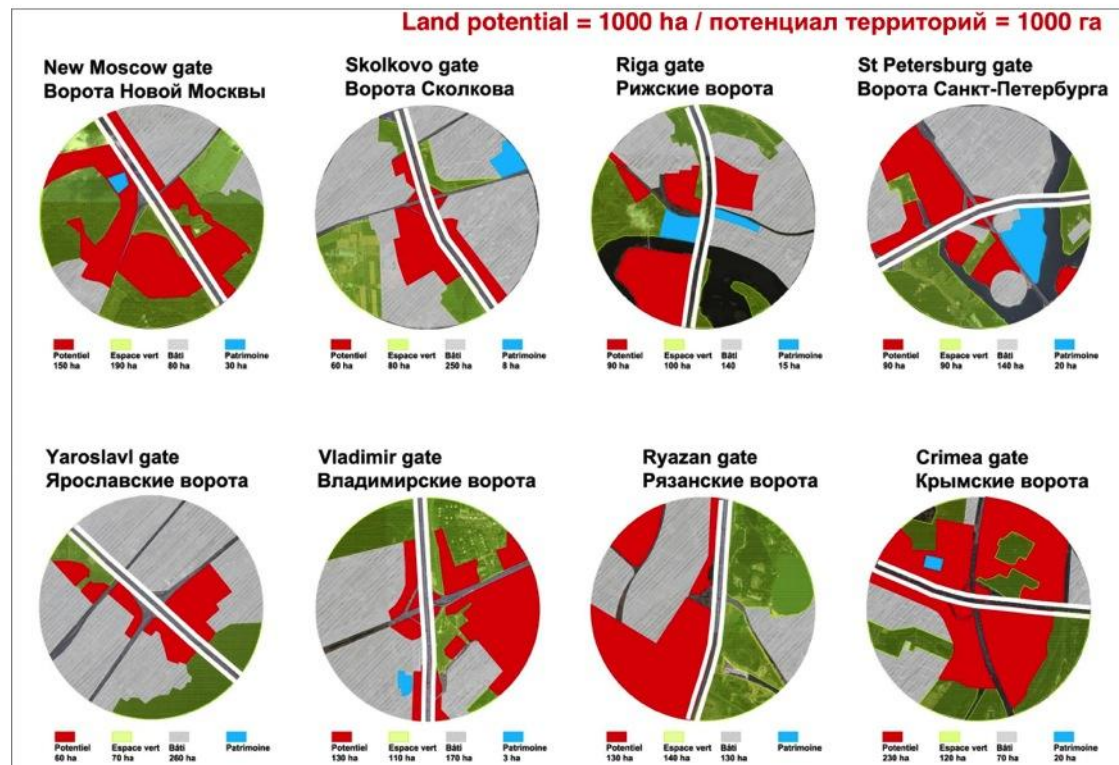 Land potential = 1000 ha / потенциал территорий = 1000 га
New Moscow gate
Ворота Новой Москвы
Potentiel
150 ha
Espace vert
190 ha
Bâti
80 ha
Patrimoine
30 ha
Skolkovo gate
Ворота Сколкова
Potentiel
60 ha
Espace vert
80 ha
Bâti
250 ha
Patrimoine
8 ha
Riga gate
Рижские ворота
Potentiel
90 ha
Espace vert
100 ha
Bâti
140
Patrimoine
15 ha
St Petersburg gate
Ворота Санкт-Петербурга
Potentiel
90 ha
Espace vert
90 ha
Bâti
140 ha
Patrimoine
20 ha
Yaroslavl gate
Ярославские ворота
Potentiel
60 ha
Espace vert
70 ha
Bâti
260 ha
Patrimoine
Vladimir gate
Владимирские ворота
Potentiel
130 ha
Espace vert
110 ha
Bâti
170 ha
Patrimoine
3 ha
Ryazan gate
Рязанские ворота
Potentiel
130 ha
Espace vert
140 ha
Bâti
130 ha
Patrimoine
Crimea gate
Крымские ворота
Potentiel
230 ha
Espace vert
120 ha
Bâti
70 ha
Patrimoine
20 ha